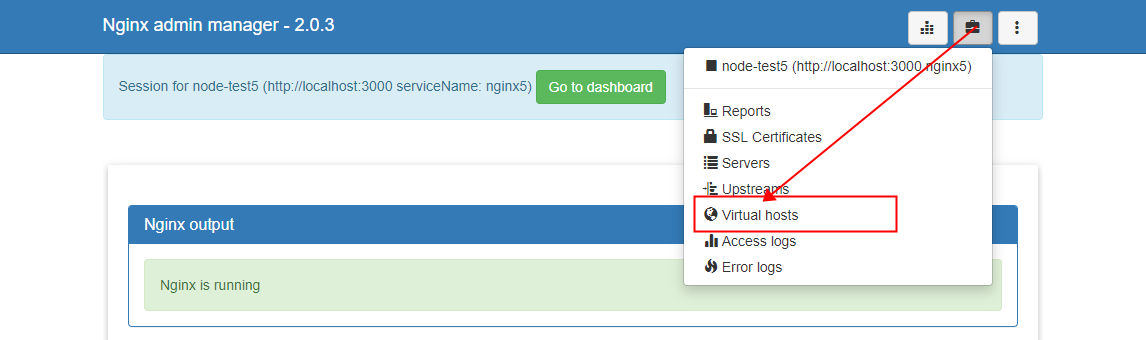 Nginx admin manager - 2.0.3
Session for node-test5 (http://localhost:3000 serviceName: nginx5) Go to dashboard
node-test5 (http://localhost:3000 nginx5)
Reports
SSL Certificates
Servers
Upstreams
Virtual hosts
Access logs
Error logs
Nginx output
Nginx is running